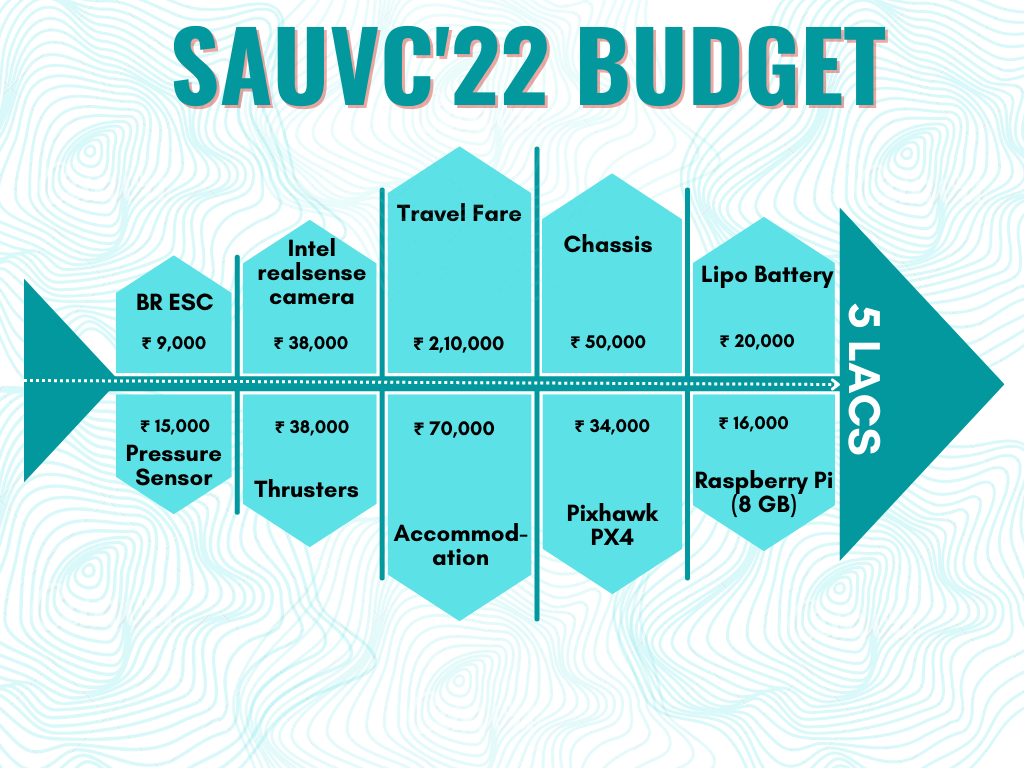 SAUVC'22 BUDGET
BR ESC
₹ 9,000
Intel
realsense
camera
₹ 38,000
Travel Fare
₹ 2,10,000
Chassis
₹ 50,000
Lipo Battery
₹ 20,000
₹ 15,000
Pressure
Sensor
₹ 38,000
Thrusters
₹ 70,000
Accommod-
ation
₹ 34,000
Pixhawk
PX4
₹ 16,000
Raspberry Pi
(8 GB)
5 LACS